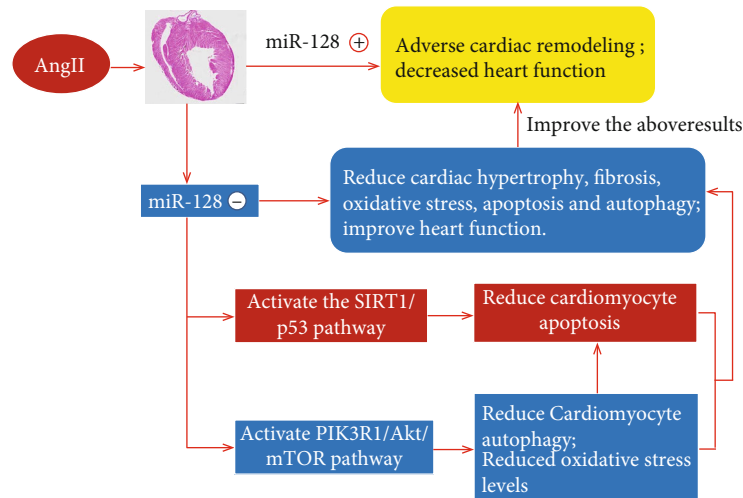 miR-128 +
AngII
Adverse cardiac remodeling ;
decreased heart function
Improve the aboveresults
miR-128 −
Reduce cardiac hypertrophy, fibrosis,
oxidative stress, apoptosis and autophagy;
improve heart function.
Activate the SIRT1/
p53 pathway
Reduce cardiomyocyte
apoptosis
Activate PIK3R1/Akt/
mTOR pathway
Reduce Cardiomyocyte
autophagy;
Reduced oxidative stress
levels